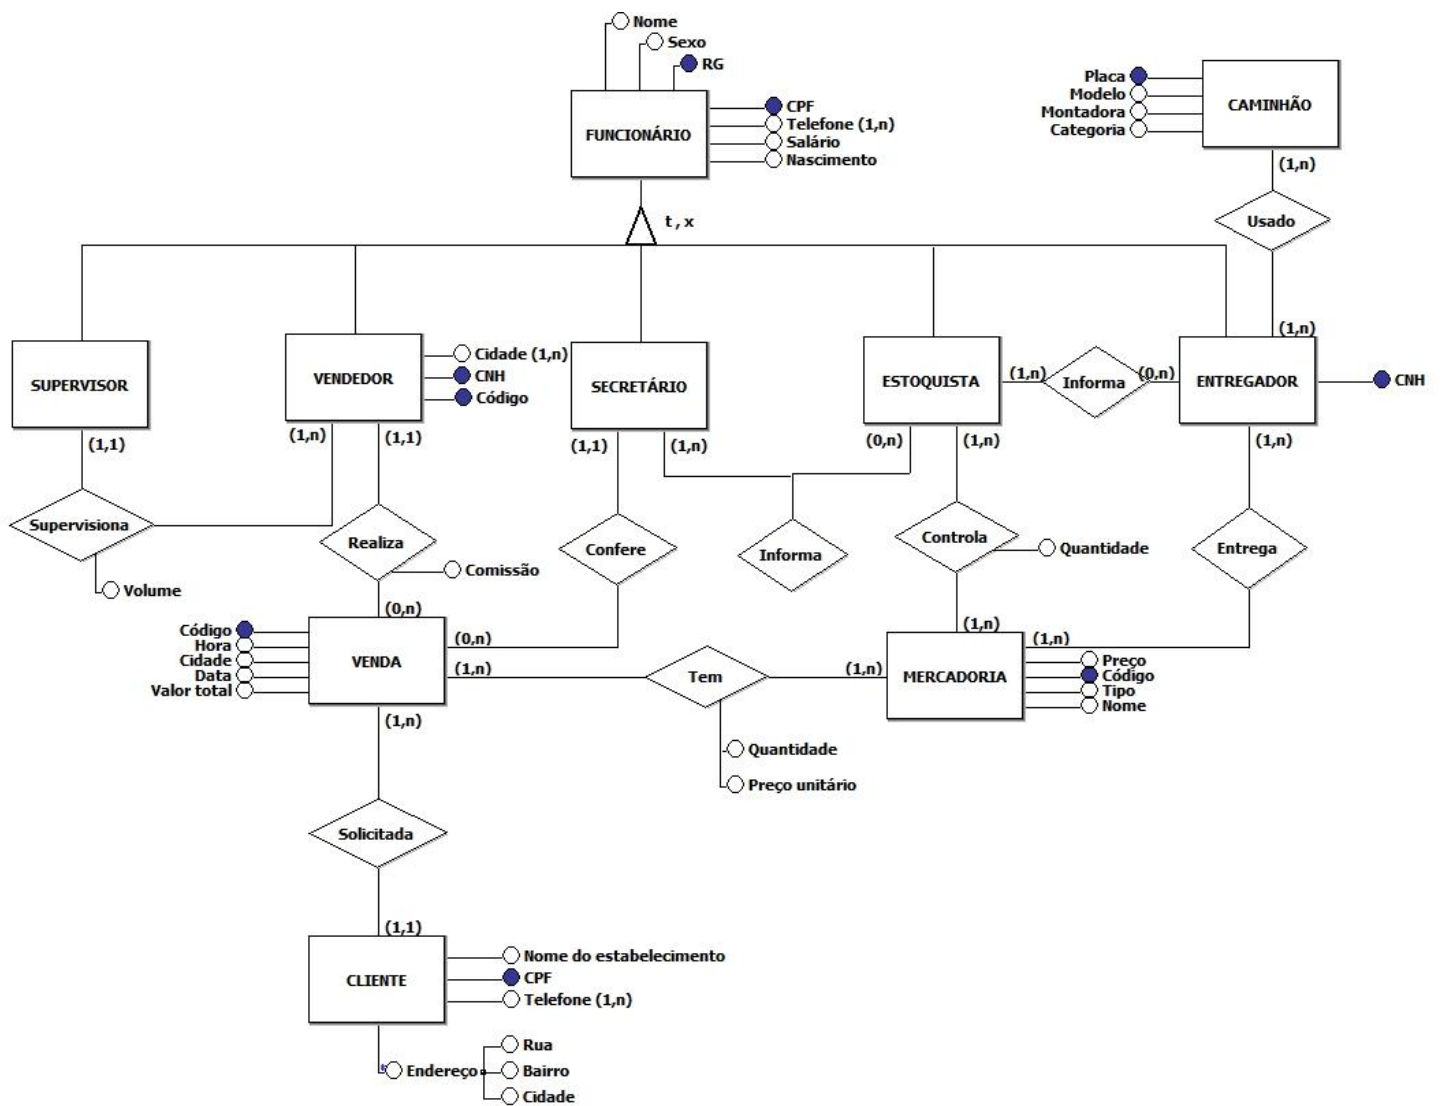 Nome
Sexo
RG
FUNCIONÁRIO
CPF
Telefone (1,n)
Salário
Nascimento
Placa
Modelo
Montadora
Categoria
CAMINHÃO
(1,n)
Usado
(1,n)
t , x
SUPERVISOR
(1,1)
VENDEDOR
Cidade (1,n)
CNH
Código
(1,n)
(1,1)
SECRETÁRIO
(1,1)
(1,n)
ESTOQUISTA
(0,n)
(1,n)
(1,n)
Informa
(0,n)
ENTREGADOR
CNH
(1,n)
Supervisiona
Volume
Realiza
Comissão
(0,n)
Confere
Informa
Controla
Quantidade
Entrega
(1,n)
(1,n)
Código
Hora
Cidade
Data
Valor total
VENDA
(0,n)
(1,n)
Tem
(1,n)
MERCADORIA
Preço
Código
Tipo
Nome
(1,n)
Quantidade
Preço unitário
Solicitada
(1,1)
CLIENTE
Nome do estabelecimento
CPF
Telefone (1,n)
Endereço
Rua
Bairro
Cidade